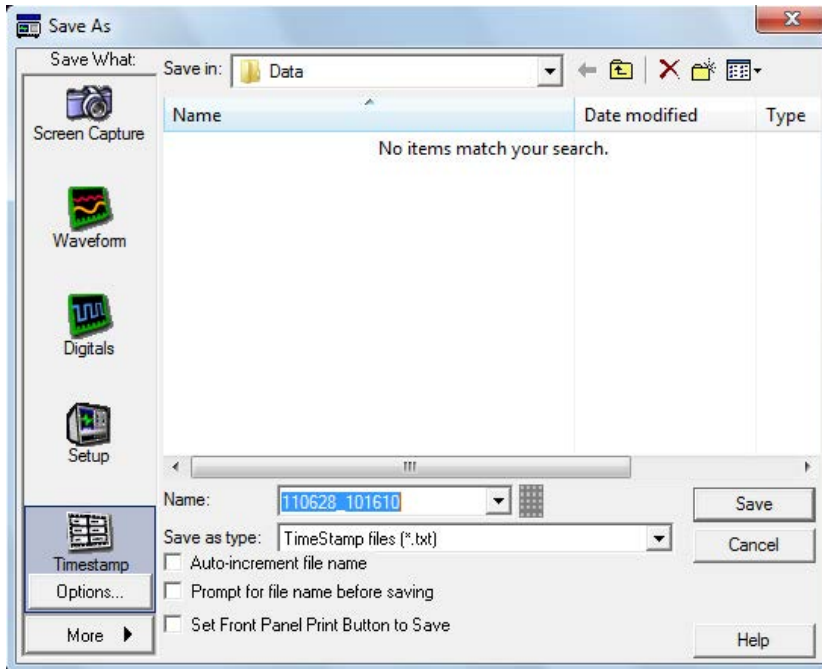 Save As
Save What:
Save in: Data
Name Date modified Type
No items match your search.
Screen Capture
Waveform
Digitals
Setup
Timestamp
Options...
More
Name: 110628_101610
Save
Save as type: TimeStamp files (*.txt)
Cancel
Auto-increment file name
Prompt for file name before saving
Set Front Panel Print Button to Save
Help